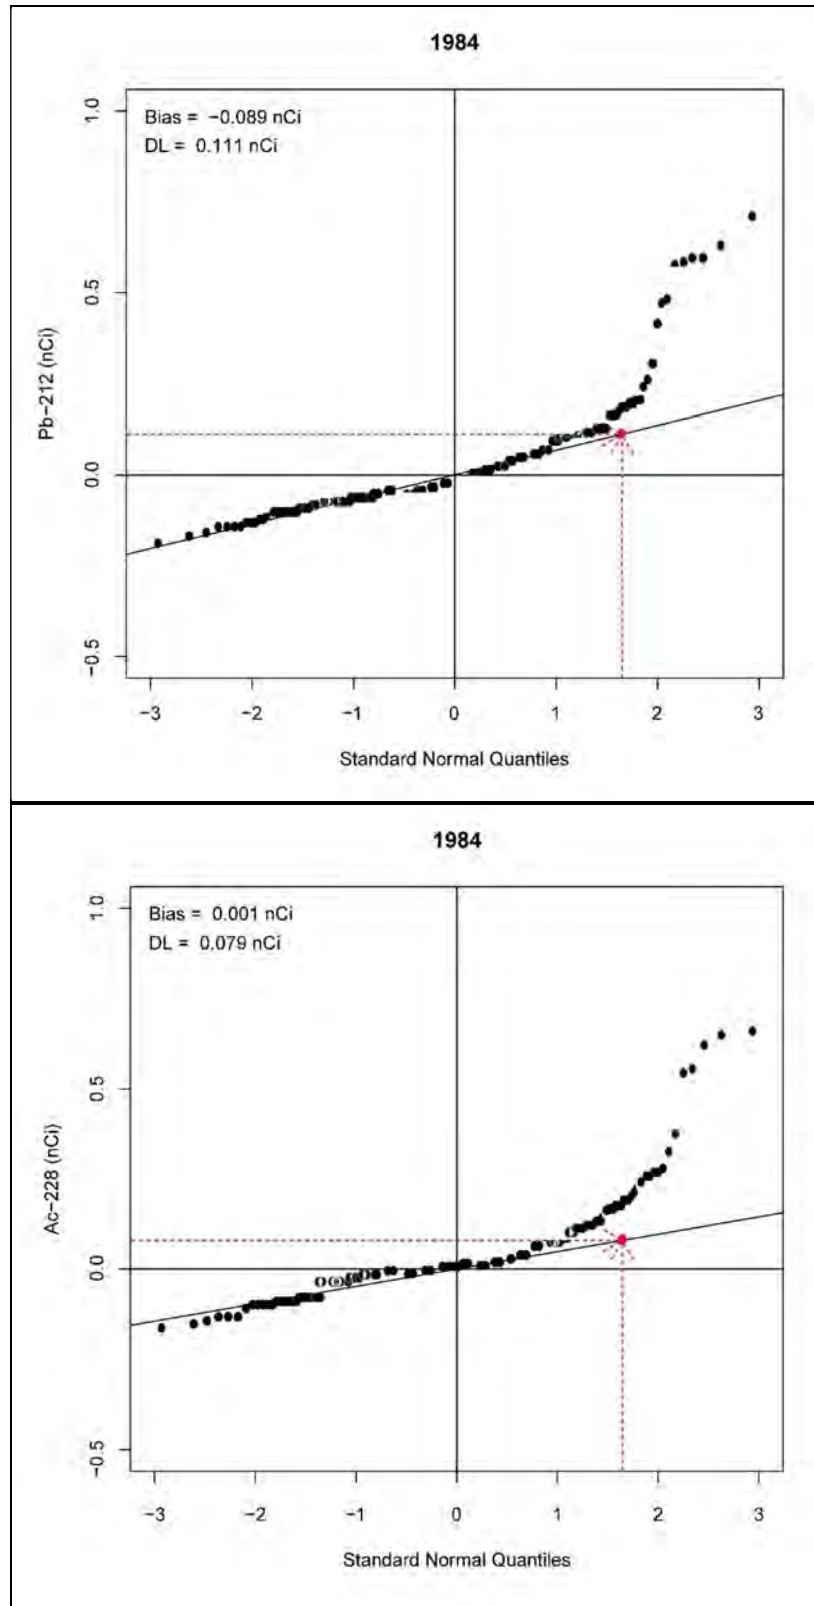 1984
Bias = −0.089 nCi
DL = 0.111 nCi
1.0
0.5
0.0
−0.5
Pb−212 (nCi)
−3 −2 −1 0 1 2 3
Standard Normal Quantiles
1984
Bias = 0.001 nCi
DL = 0.079 nCi
1.0
0.5
0.0
−0.5
Ac−228 (nCi)
−3 −2 −1 0 1 2 3
Standard Normal Quantiles